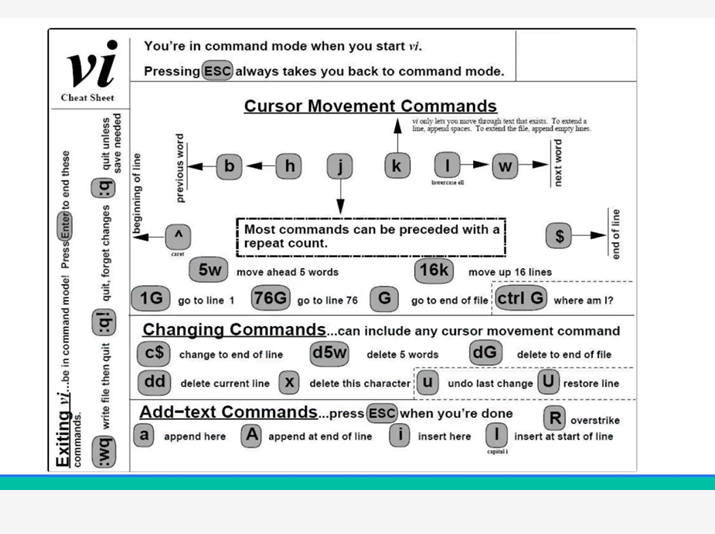 vi
Cheat Sheet
You're in command mode when you start vi.
Pressing ESC always takes you back to command mode.
Cursor Movement Commands
vi only lets you move through text that exists. To extend a
line, append spaces. To extend the file, append empty lines.
previous word
b
h
j
k
l
lowercase ell
w
next word
beginning of line
^
caret
Most commands can be preceded with a
repeat count.
$
end of line
5w move ahead 5 words
16k move up 16 lines
1G go to line 1
76G go to line 76
G go to end of file
ctrl G where am I?
Changing Commands...can include any cursor movement command
c$ change to end of line
d5w delete 5 words
dG delete to end of file
dd delete current line
x delete this character
u undo last change
U restore line
Add-text Commands...press ESC when you're done
R overstrike
a append here
A append at end of line
i insert here
I insert at start of line
capital i
Exiting vi...be in command mode! Press Enter to end these
commands.
:wq write file then quit
:q! quit, forget changes
:q quit unless
save needed